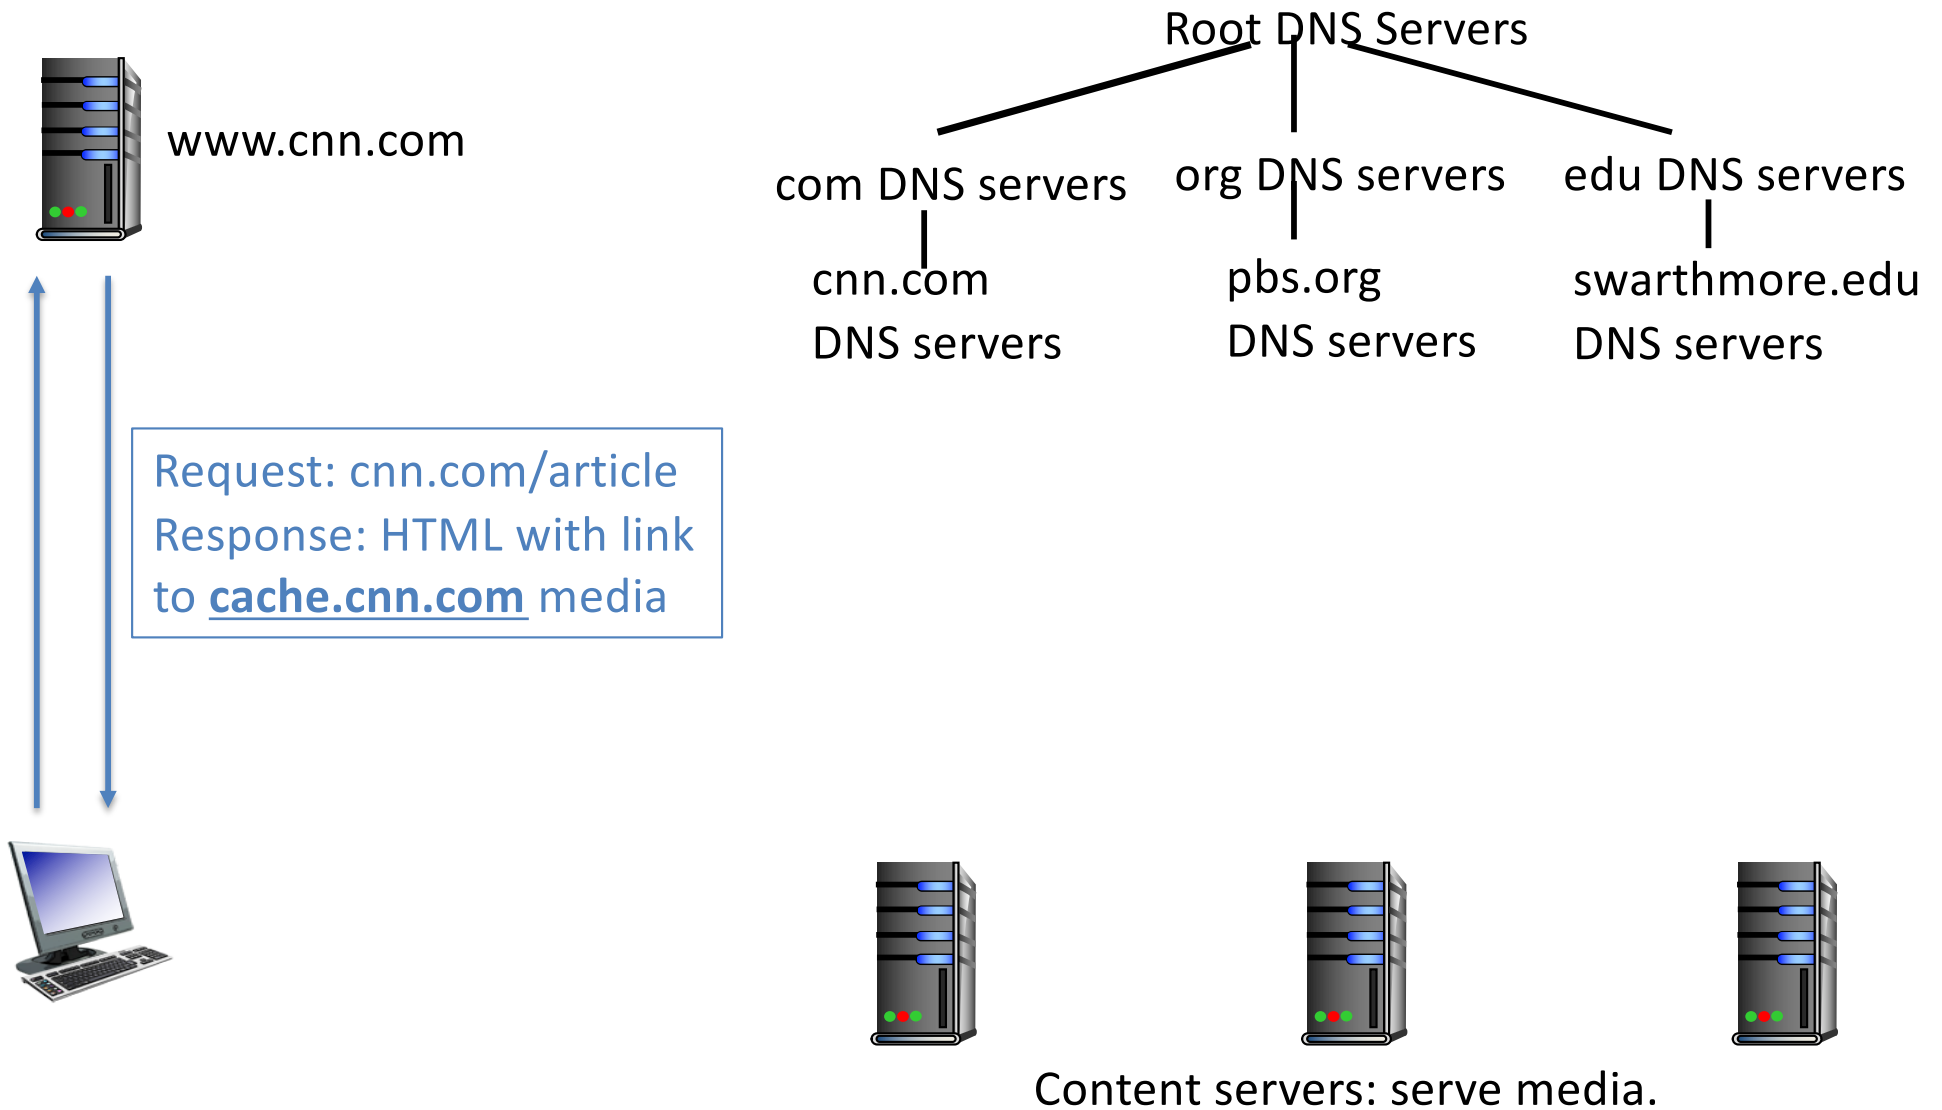 Root DNS Servers
www.cnn.com
com DNS servers
org DNS servers
edu DNS servers
cnn.com
DNS servers
pbs.org
DNS servers
swarthmore.edu
DNS servers
Request: cnn.com/article
Response: HTML with link
to cache.cnn.com media
Content servers: serve media.